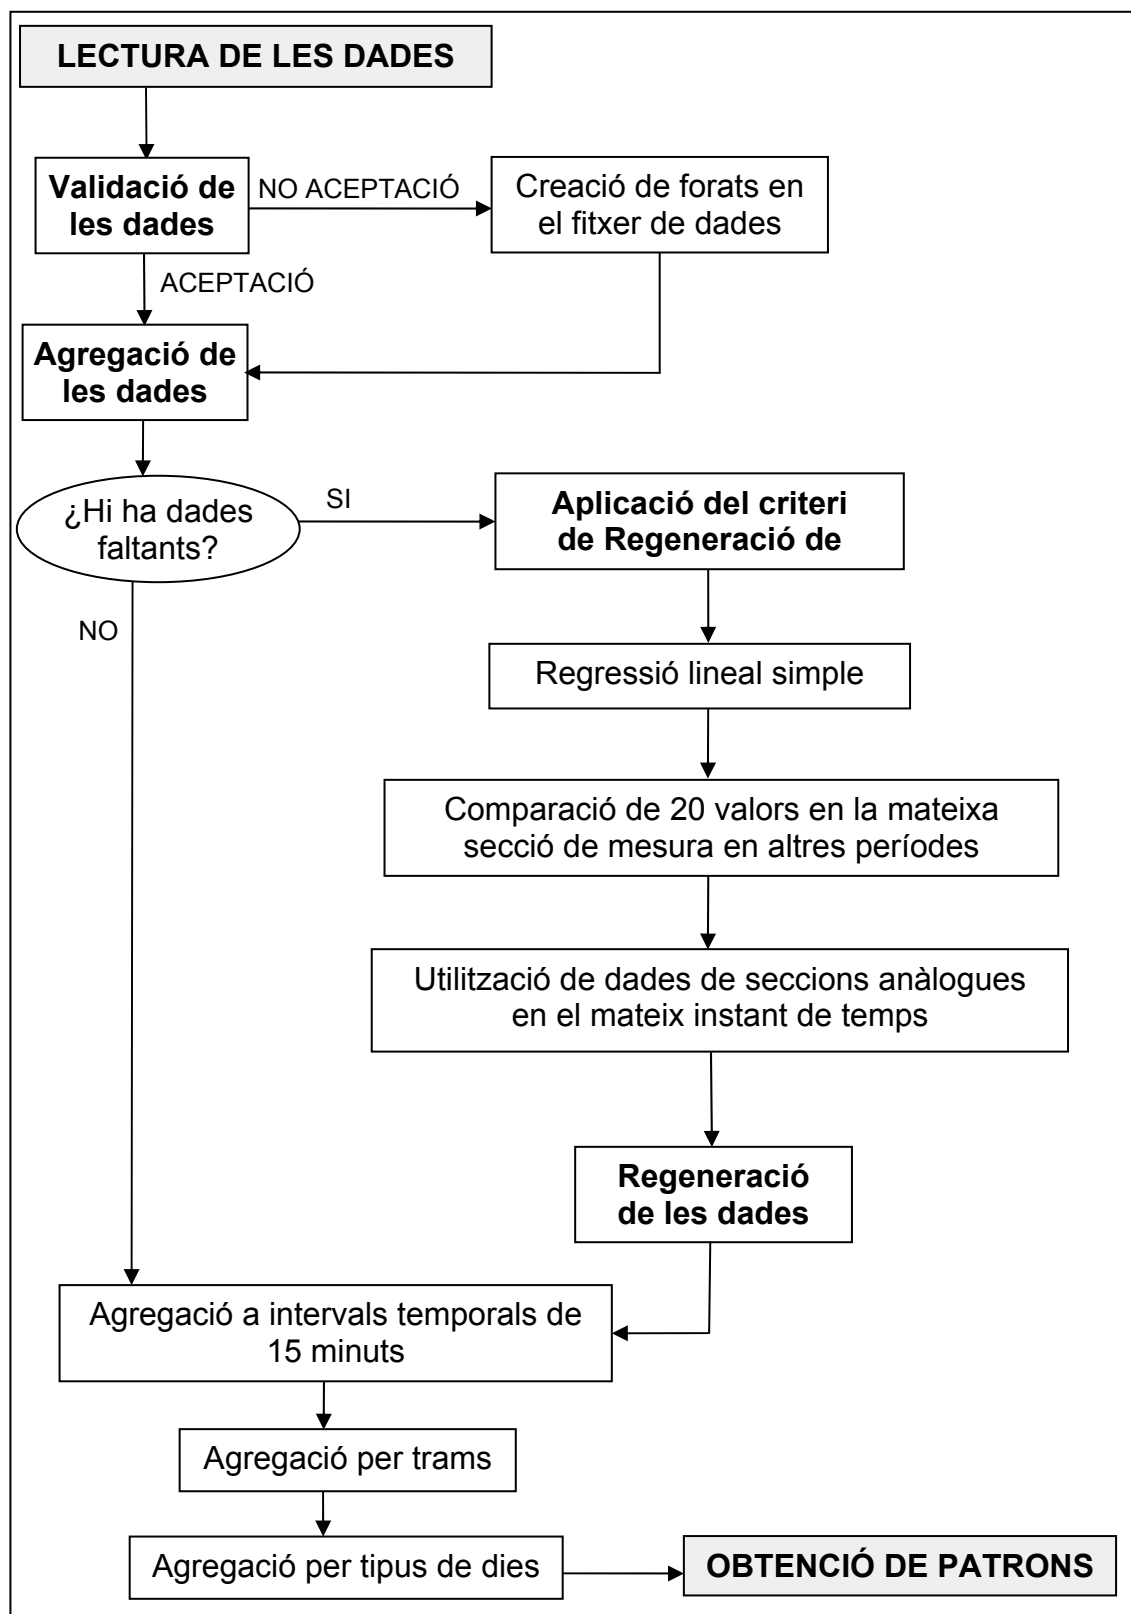 LECTURA DE LES DADES
Validació de
les dades
NO ACEPTACIÓ
Creació de forats en
el fitxer de dades
ACEPTACIÓ
Agregació de
les dades
¿Hi ha dades
faltants?
SI
Aplicació del criteri
de Regeneració de
NO
Regressió lineal simple
Comparació de 20 valors en la mateixa
secció de mesura en altres períodes
Utilització de dades de seccions anàlogues
en el mateix instant de temps
Regeneració
de les dades
Agregació a intervals temporals de
15 minuts
Agregació per trams
Agregació per tipus de dies
OBTENCIÓ DE PATRONS